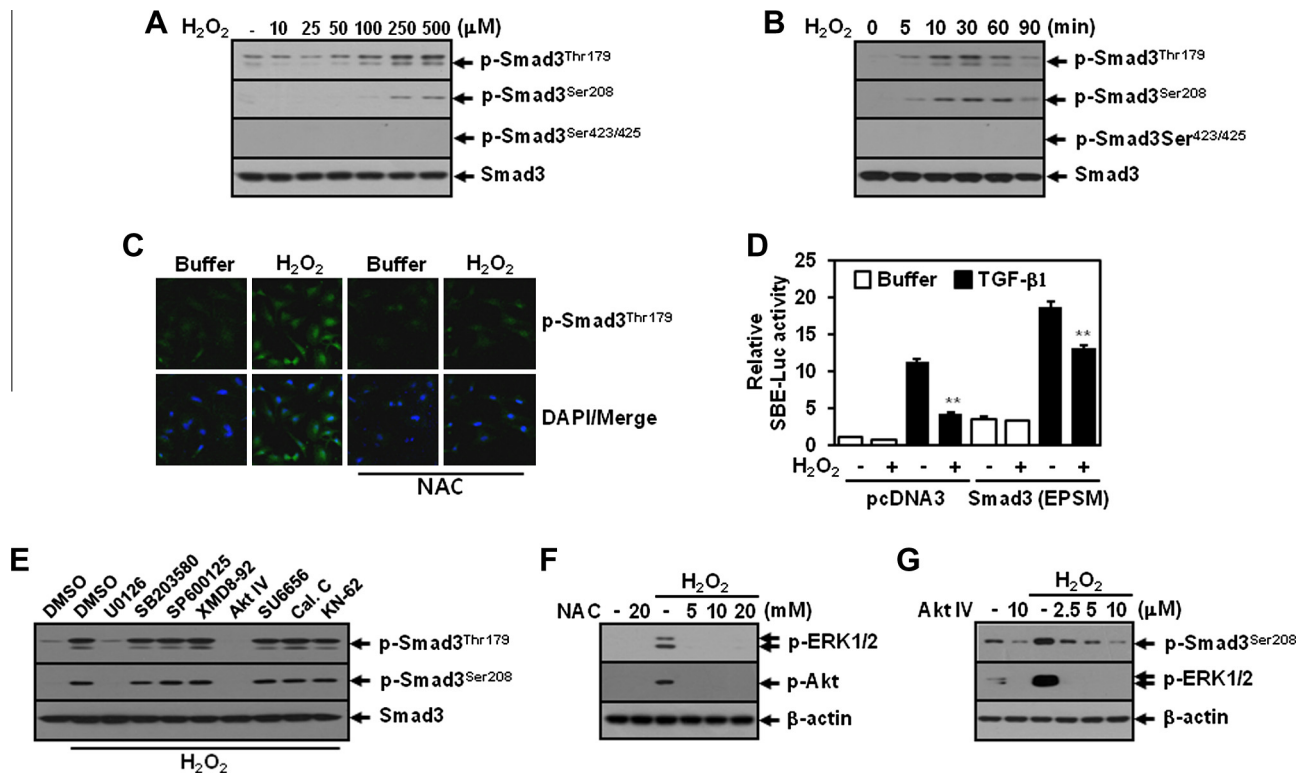 A
H₂O₂ - 10 25 50 100 250 500 (μM)
p-Smad3Thr179
p-Smad3Ser208
p-Smad3Ser423/425
Smad3
B
H₂O₂ 0 5 10 30 60 90 (min)
p-Smad3Thr179
p-Smad3Ser208
p-Smad3Ser423/425
Smad3
C
Buffer H₂O₂ Buffer H₂O₂
p-Smad3Thr179
DAPI/Merge
NAC
D
Relative
SBE-Luc activity
25
20
15
10
5
0
Buffer TGF-β1
**
**
H₂O₂ - + - + - + - +
pcDNA3 Smad3 (EPSM)
E
DMSO DMSO U0126 SB203580 SP600125 XMD8-92 Akt IV SU6656 Cal. C KN-62
p-Smad3Thr179
p-Smad3Ser208
Smad3
H₂O₂
F
H₂O₂
NAC - 20 - 5 10 20 (mM)
p-ERK1/2
p-Akt
β-actin
G
H₂O₂
Akt IV - 10 - 2.5 5 10 (μM)
p-Smad3Ser208
p-ERK1/2
β-actin